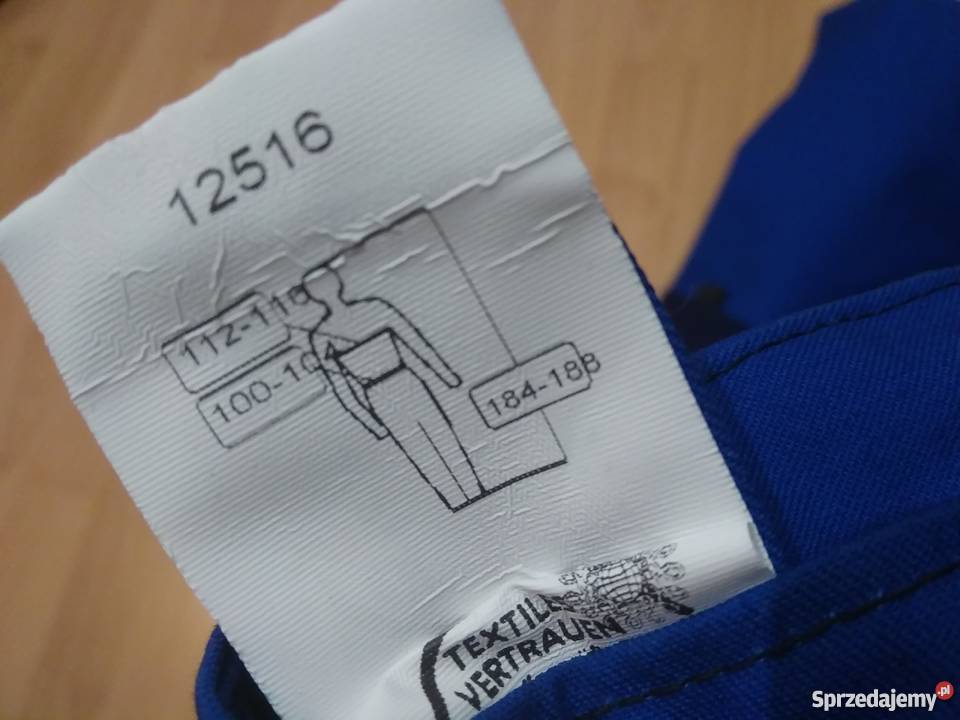 12516
112-116
100-104
184-188
TEXTILES
VERTRAUEN
Sprzedajemy.pl